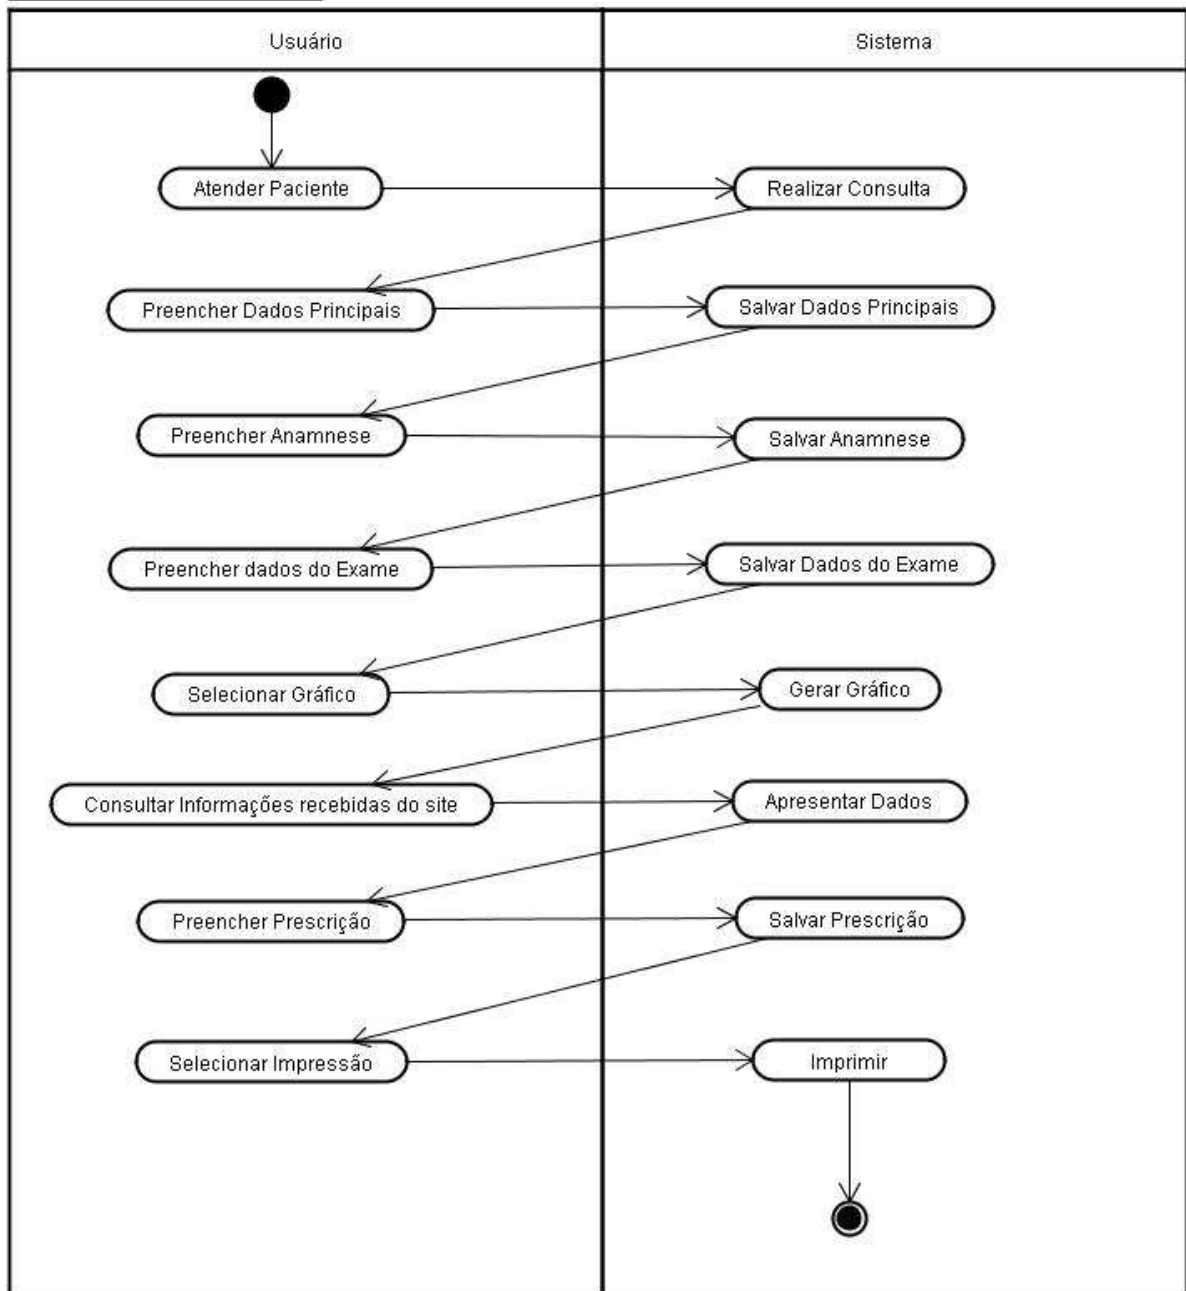 Usuário
Sistema
Atender Paciente
Realizar Consulta
Preencher Dados Principais
Salvar Dados Principais
Preencher Anamnese
Salvar Anamnese
Preencher dados do Exame
Salvar Dados do Exame
Selecionar Gráfico
Gerar Gráfico
Consultar Informações recebidas do site
Apresentar Dados
Preencher Prescrição
Salvar Prescrição
Selecionar Impressão
Imprimir